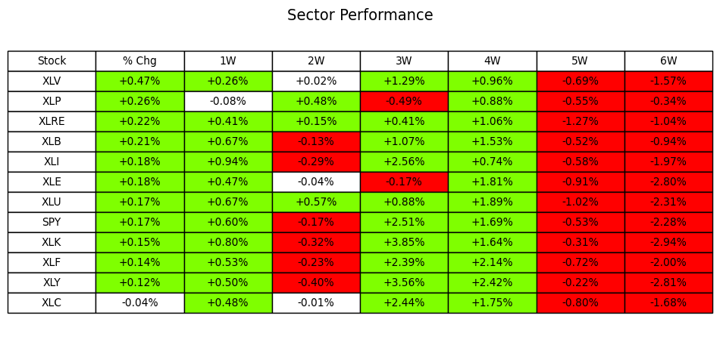 Sector Performance
Stock % Chg 1W 2W 3W 4W 5W 6W
XLV +0.47% +0.26% +0.02% +1.29% +0.96% -0.69% -1.57%
XLP +0.26% -0.08% +0.48% -0.49% +0.88% -0.55% -0.34%
XLRE +0.22% +0.41% +0.15% +0.41% +1.06% -1.27% -1.04%
XLB +0.21% +0.67% -0.13% +1.07% +1.53% -0.52% -0.94%
XLI +0.18% +0.94% -0.29% +2.56% +0.74% -0.58% -1.97%
XLE +0.18% +0.47% -0.04% -0.17% +1.81% -0.91% -2.80%
XLU +0.17% +0.67% +0.57% +0.88% +1.89% -1.02% -2.31%
SPY +0.17% +0.60% -0.17% +2.51% +1.69% -0.53% -2.28%
XLK +0.15% +0.80% -0.32% +3.85% +1.64% -0.31% -2.94%
XLF +0.14% +0.53% -0.23% +2.39% +2.14% -0.72% -2.00%
XLY +0.12% +0.50% -0.40% +3.56% +2.42% -0.22% -2.81%
XLC -0.04% +0.48% -0.01% +2.44% +1.75% -0.80% -1.68%